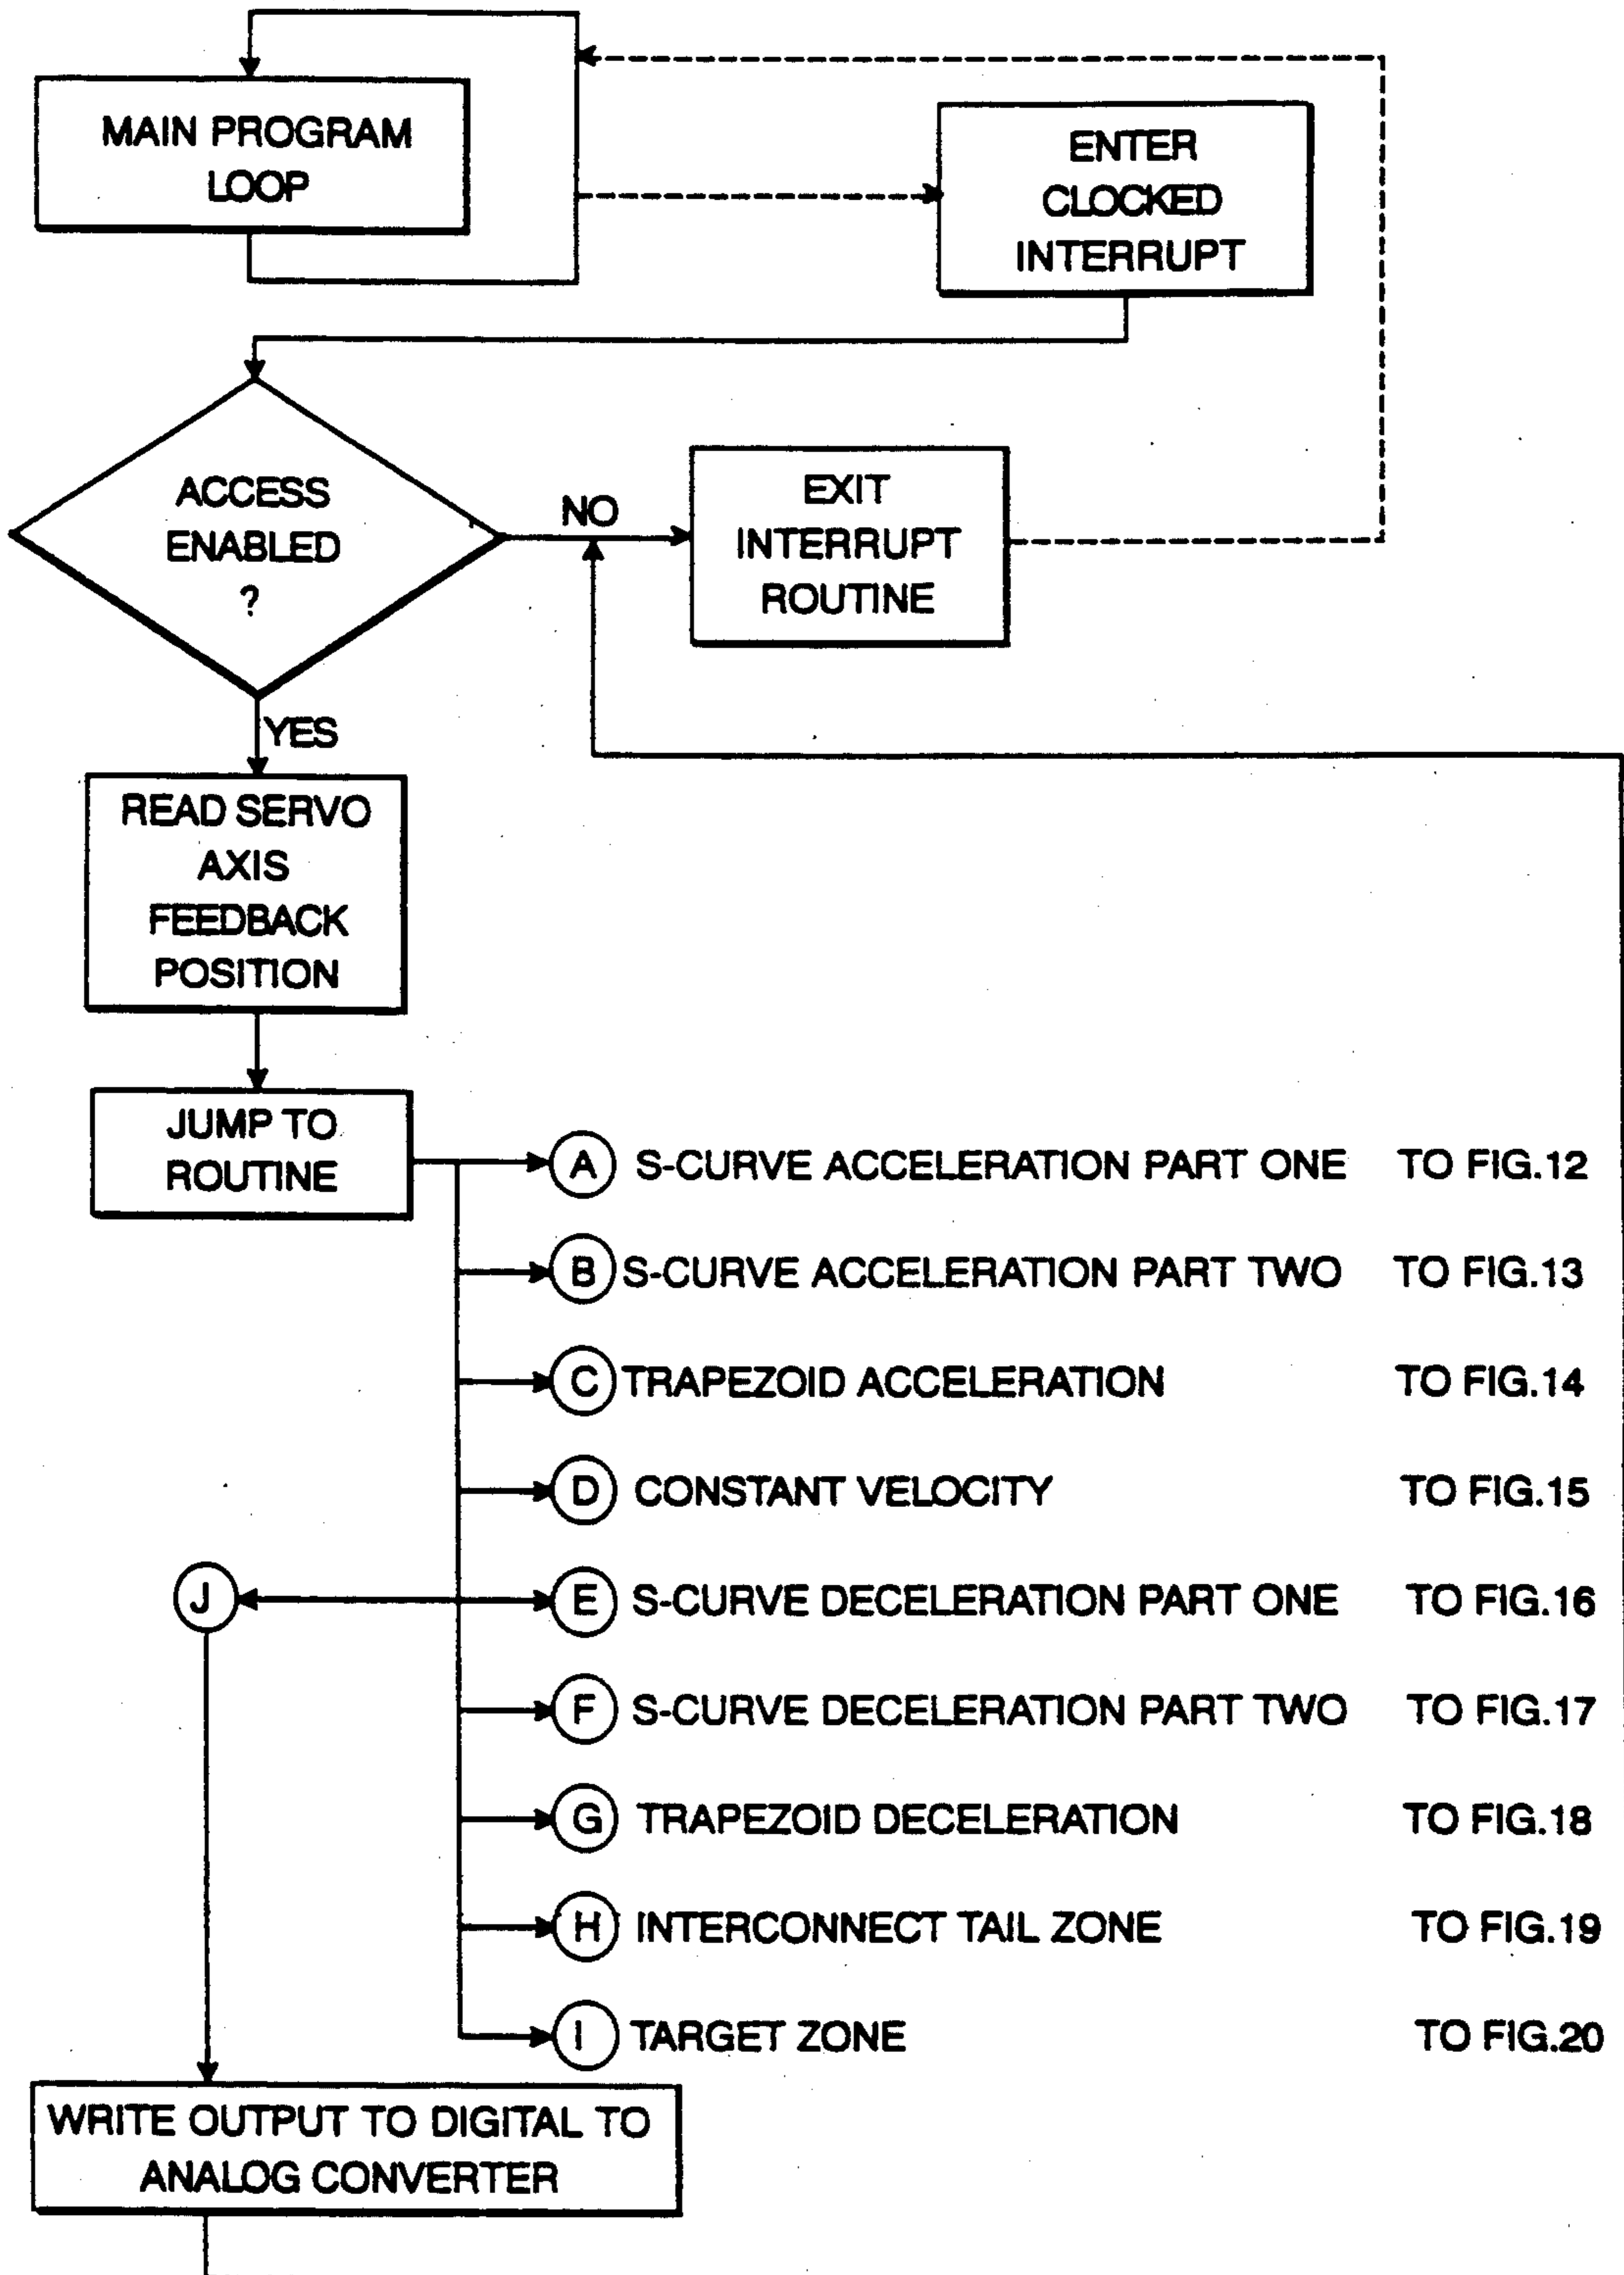 MAIN PROGRAM
LOOP
ENTER
CLOCKED
INTERRUPT
ACCESS
ENABLED
?
NO
EXIT
INTERRUPT
ROUTINE
YES
READ SERVO
AXIS
FEEDBACK
POSITION
JUMP TO
ROUTINE
A S-CURVE ACCELERATION PART ONE TO FIG.12
B S-CURVE ACCELERATION PART TWO TO FIG.13
C TRAPEZOID ACCELERATION TO FIG.14
D CONSTANT VELOCITY TO FIG.15
J E S-CURVE DECELERATION PART ONE TO FIG.16
F S-CURVE DECELERATION PART TWO TO FIG.17
G TRAPEZOID DECELERATION TO FIG.18
H INTERCONNECT TAIL ZONE TO FIG.19
I TARGET ZONE TO FIG.20
WRITE OUTPUT TO DIGITAL TO
ANALOG CONVERTER